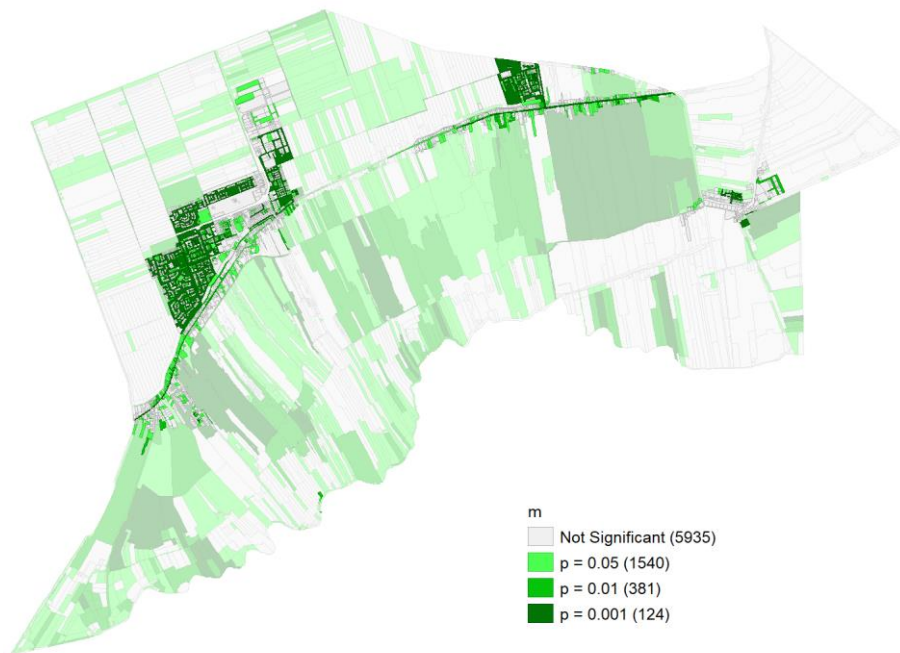 m
Not Significant (5935)
p = 0.05 (1540)
p = 0.01 (381)
p = 0.001 (124)